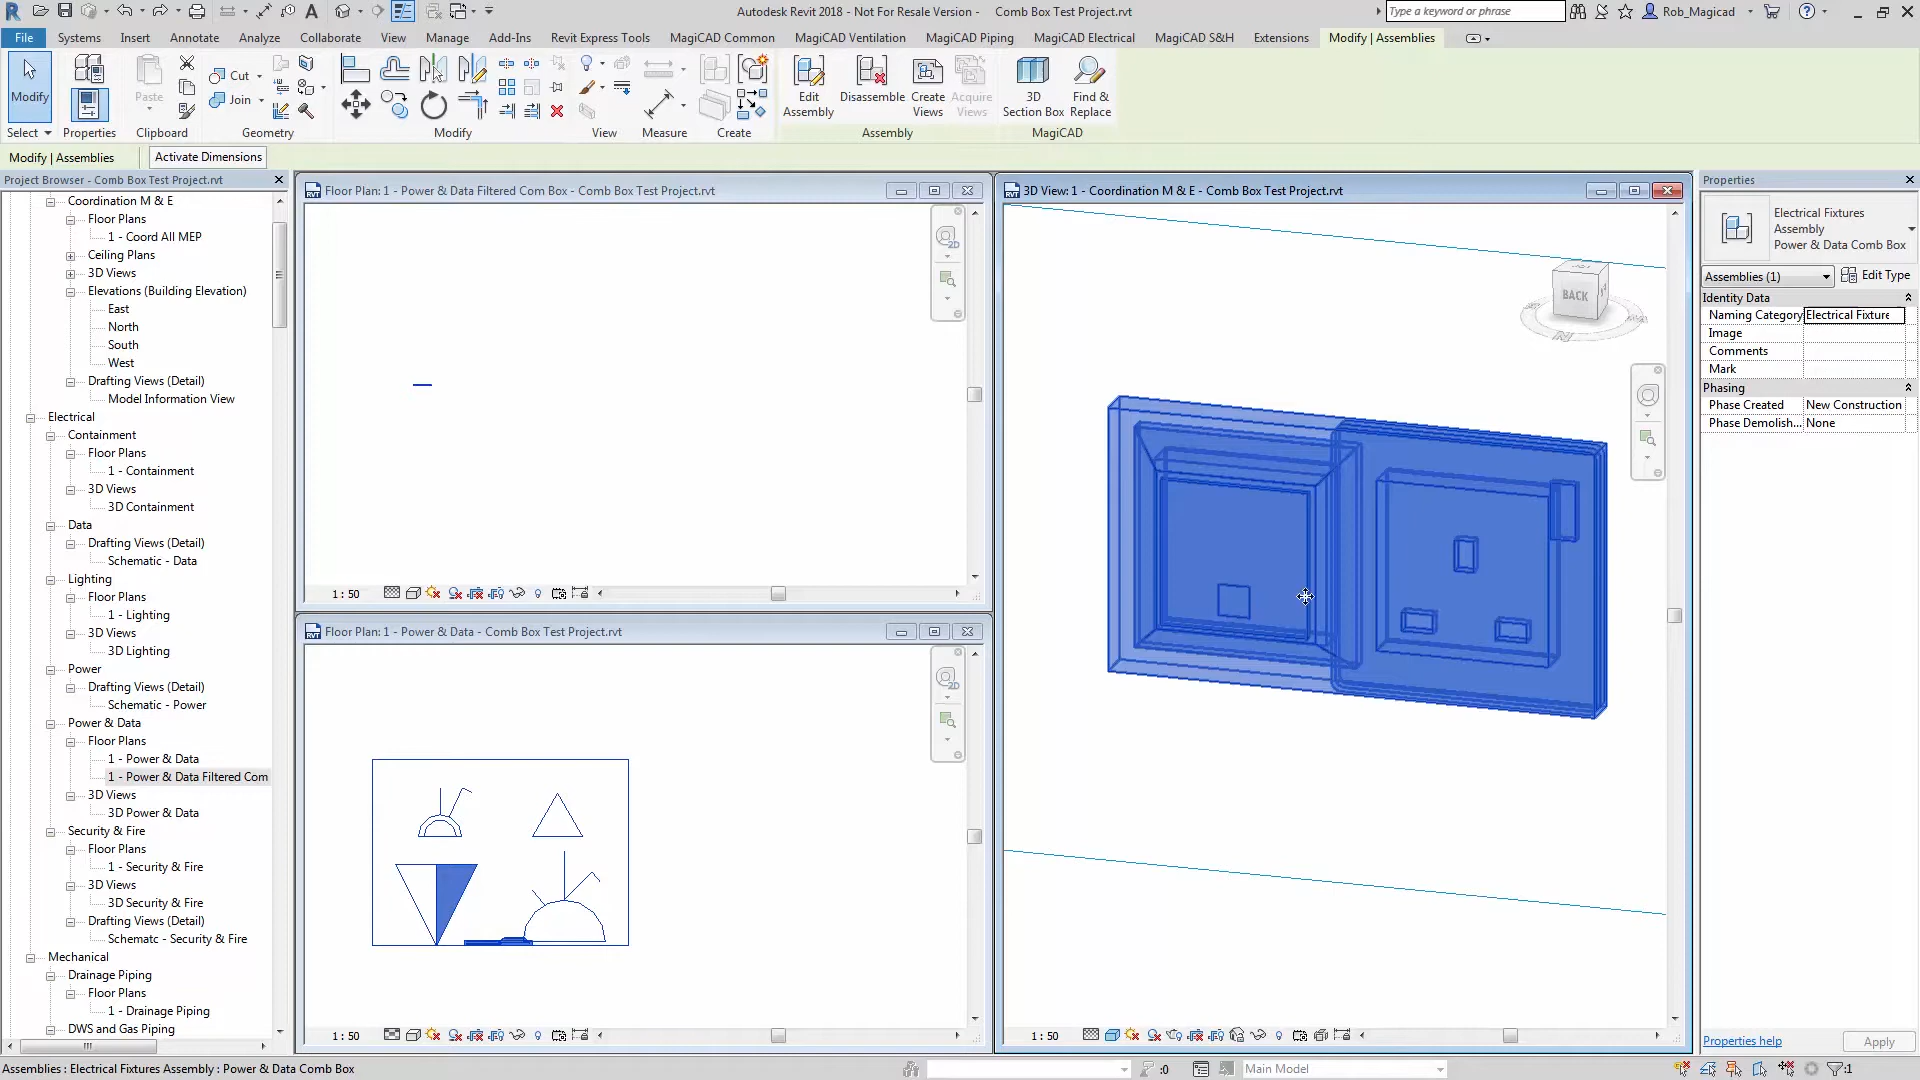 Autodesk Revit 2018 - Not For Resale Version -     Comb Box Test Project.rvt
Type a keyword or phrase
Rob_Magicad
File Systems Insert Annotate Analyze Collaborate View Manage Add-Ins Revit Express Tools MagiCAD Common MagiCAD Ventilation MagiCAD Piping MagiCAD Electrical MagiCAD S&H Extensions Modify | Assemblies
Modify
Paste
Cut
Join
Edit Assembly
Disassemble
Create Views
Acquire Views
3D Section Box
Find & Replace
Select Properties Clipboard Geometry Modify View Measure Create Assembly MagiCAD
Modify | Assemblies Activate Dimensions
Project Browser - Comb Box Test Project.rvt
Coordination M & E
Floor Plans
1 - Coord All MEP
Ceiling Plans
3D Views
Elevations (Building Elevation)
East
North
South
West
Drafting Views (Detail)
Model Information View
Electrical
Containment
Floor Plans
1 - Containment
3D Views
3D Containment
Data
Drafting Views (Detail)
Schematic - Data
Lighting
Floor Plans
1 - Lighting
3D Views
3D Lighting
Power
Drafting Views (Detail)
Schematic - Power
Power & Data
Floor Plans
1 - Power & Data
1 - Power & Data Filtered Com
3D Views
3D Power & Data
Security & Fire
Floor Plans
1 - Security & Fire
3D Views
3D Security & Fire
Drafting Views (Detail)
Schematc - Security & Fire
Mechanical
Drainage Piping
Floor Plans
1 - Drainage Piping
DWS and Gas Piping
Floor Plan: 1 - Power & Data Filtered Com Box - Comb Box Test Project.rvt
2D
1 : 50
Floor Plan: 1 - Power & Data - Comb Box Test Project.rvt
2D
1 : 50
3D View: 1 - Coordination M & E - Comb Box Test Project.rvt
BACK
N
1 : 50
Properties
Electrical Fixtures
Assembly
Power & Data Comb Box
Assemblies (1) Edit Type
Identity Data
Naming Category Electrical Fixture
Image
Comments
Mark
Phasing
Phase Created New Construction
Phase Demolish... None
Properties help Apply
Assemblies : Electrical Fixtures Assembly : Power & Data Comb Box
:0
Main Model
:1